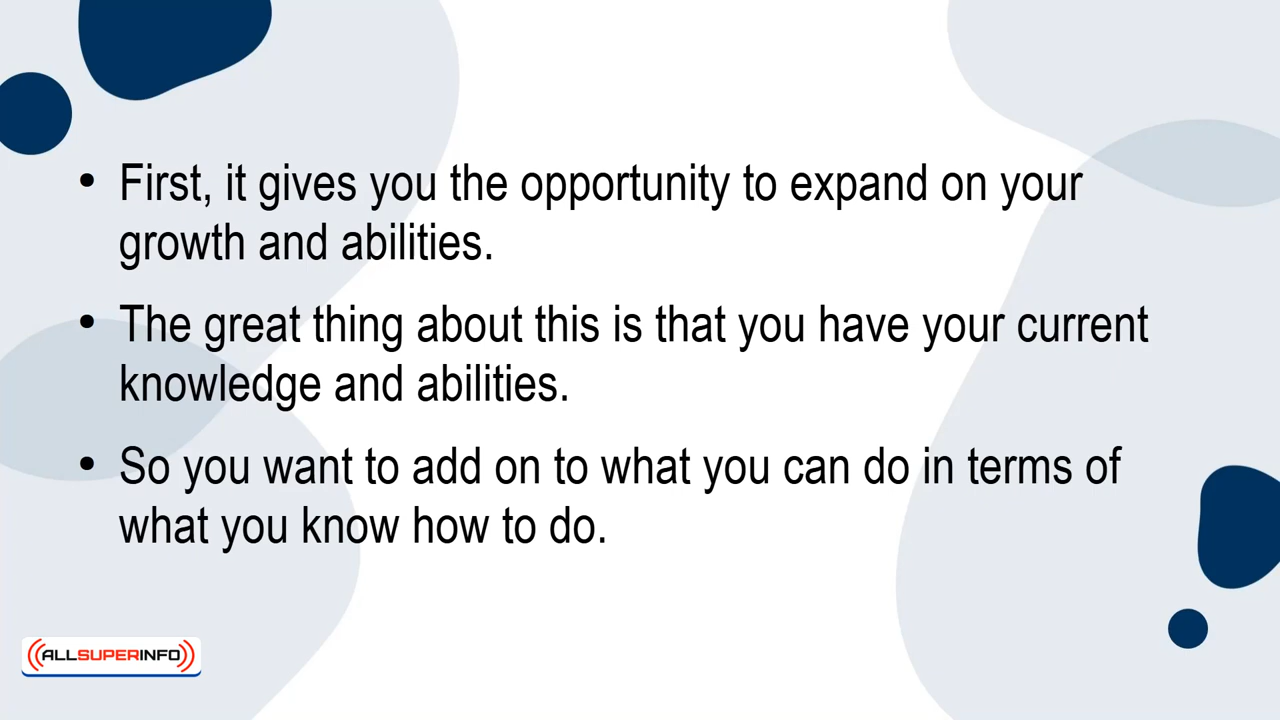 • First, it gives you the opportunity to expand on your
growth and abilities.
• The great thing about this is that you have your current
knowledge and abilities.
• So you want to add on to what you can do in terms of
what you know how to do.
ALLSUPERINFO